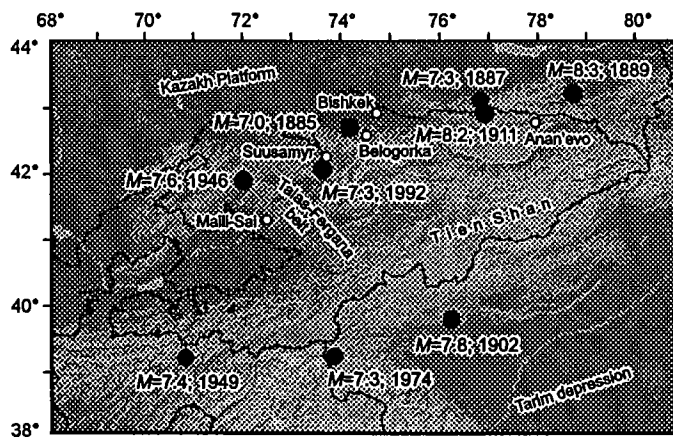 68° 70° 72° 74° 76° 78° 80°
44°
Kazakh Platform
M=7.3; 1887
M=8.3; 1889
Bishkek
M=7.0; 1885
M=8.2; 1911
Anan'evo
Suusamyr
Belogorka
42°
M=7.6; 1946
M=7.3; 1992
Talas-Fergana
belt
Maili-Sai
Tien Shan
40°
M=7.8; 1902
M=7.4; 1949
M=7.3; 1974
Tarim depression
38°